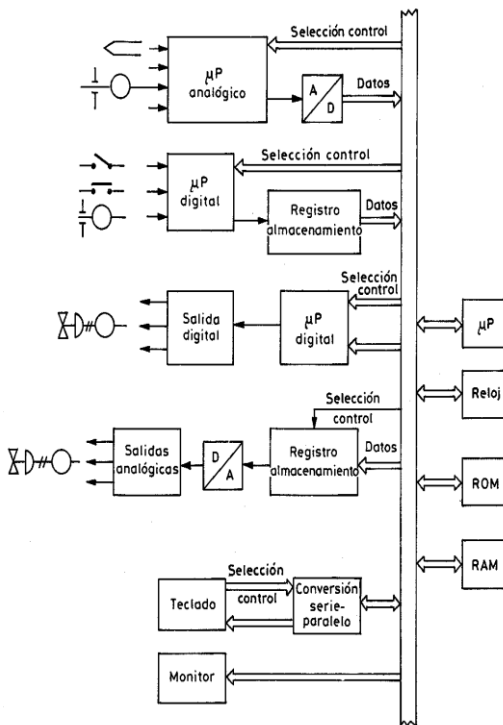 Selección control
μP
analógico
A
D
Datos
Selección control
μP
digital
Registro
almacenamiento
Datos
Selección
control
Salida
digital
μP
digital
μP
Reloj
Selección
control
Salidas
analógicas
D
A
Registro
almacenamiento
Datos
ROM
RAM
Selección
control
Teclado
Conversión
serie-
paralelo
Monitor